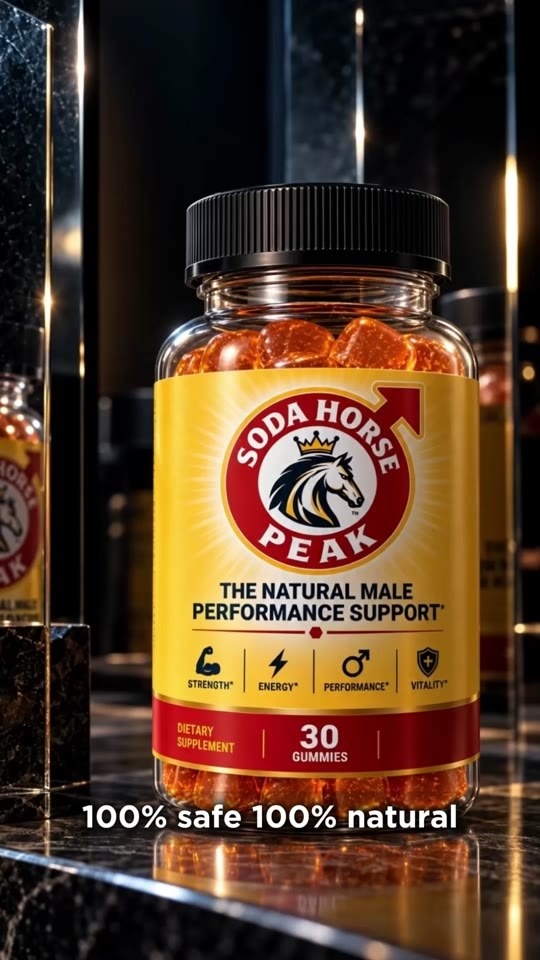 SODA HORSE
PEAK
TM
THE NATURAL MALE
PERFORMANCE SUPPORT*
STRENGTH*
ENERGY*
PERFORMANCE*
VITALITY*
DIETARY
SUPPLEMENT
30
GUMMIES
100% safe 100% natural